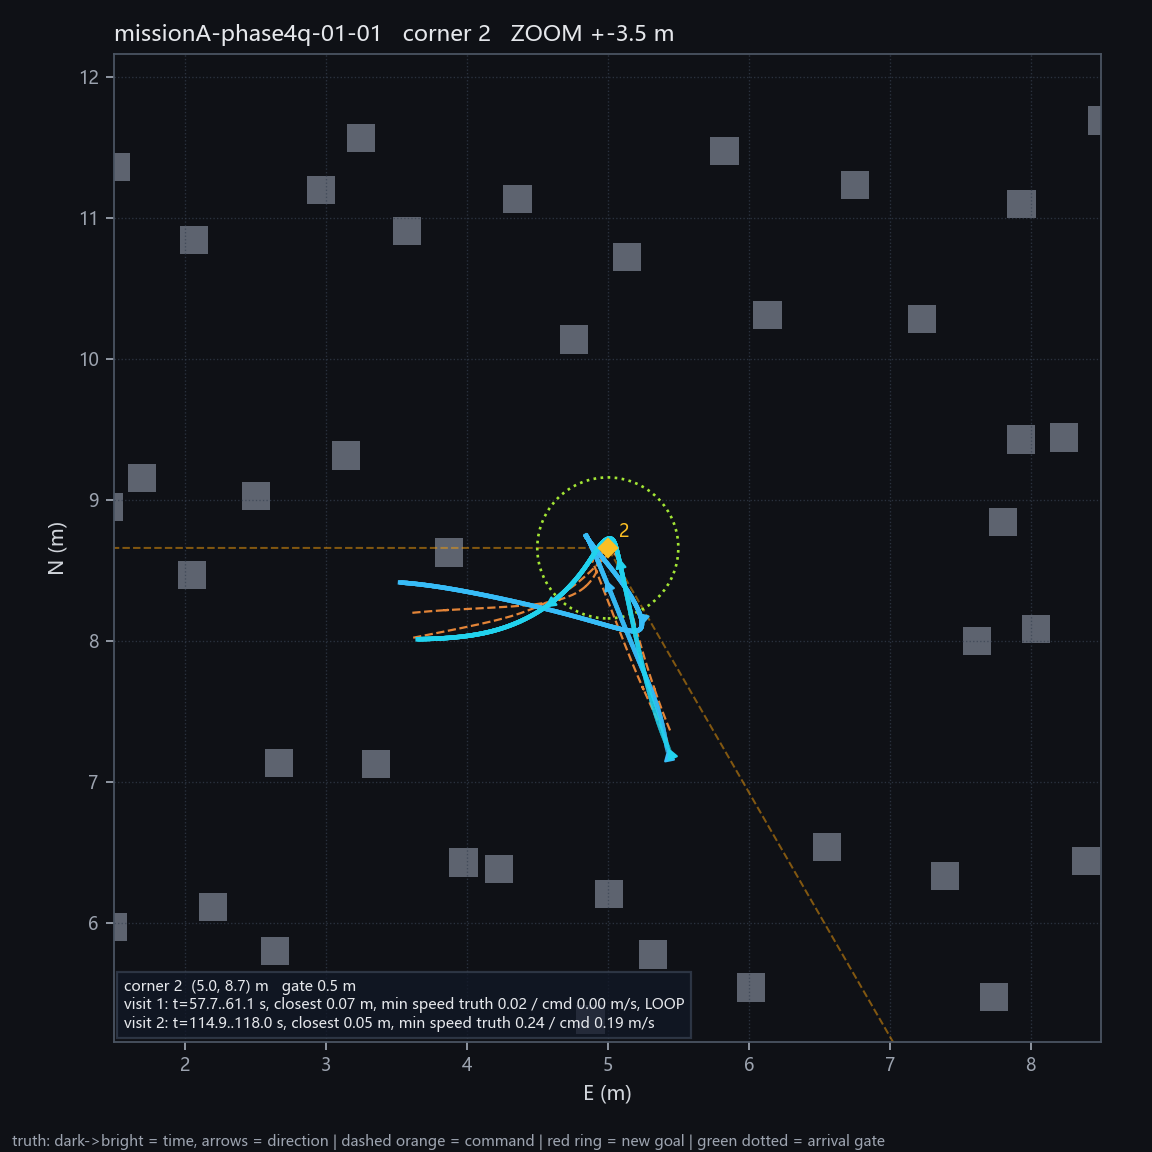 missionA-phase4q-01-01   corner 2   ZOOM +-3.5 m
12
11
10
9
8
7
6
N (m)
2
corner 2  (5.0, 8.7) m   gate 0.5 m
visit 1: t=57.7..61.1 s, closest 0.07 m, min speed truth 0.02 / cmd 0.00 m/s, LOOP
visit 2: t=114.9..118.0 s, closest 0.05 m, min speed truth 0.24 / cmd 0.19 m/s
2 3 4 5 6 7 8
E (m)
truth: dark->bright = time, arrows = direction | dashed orange = command | red ring = new goal | green dotted = arrival gate